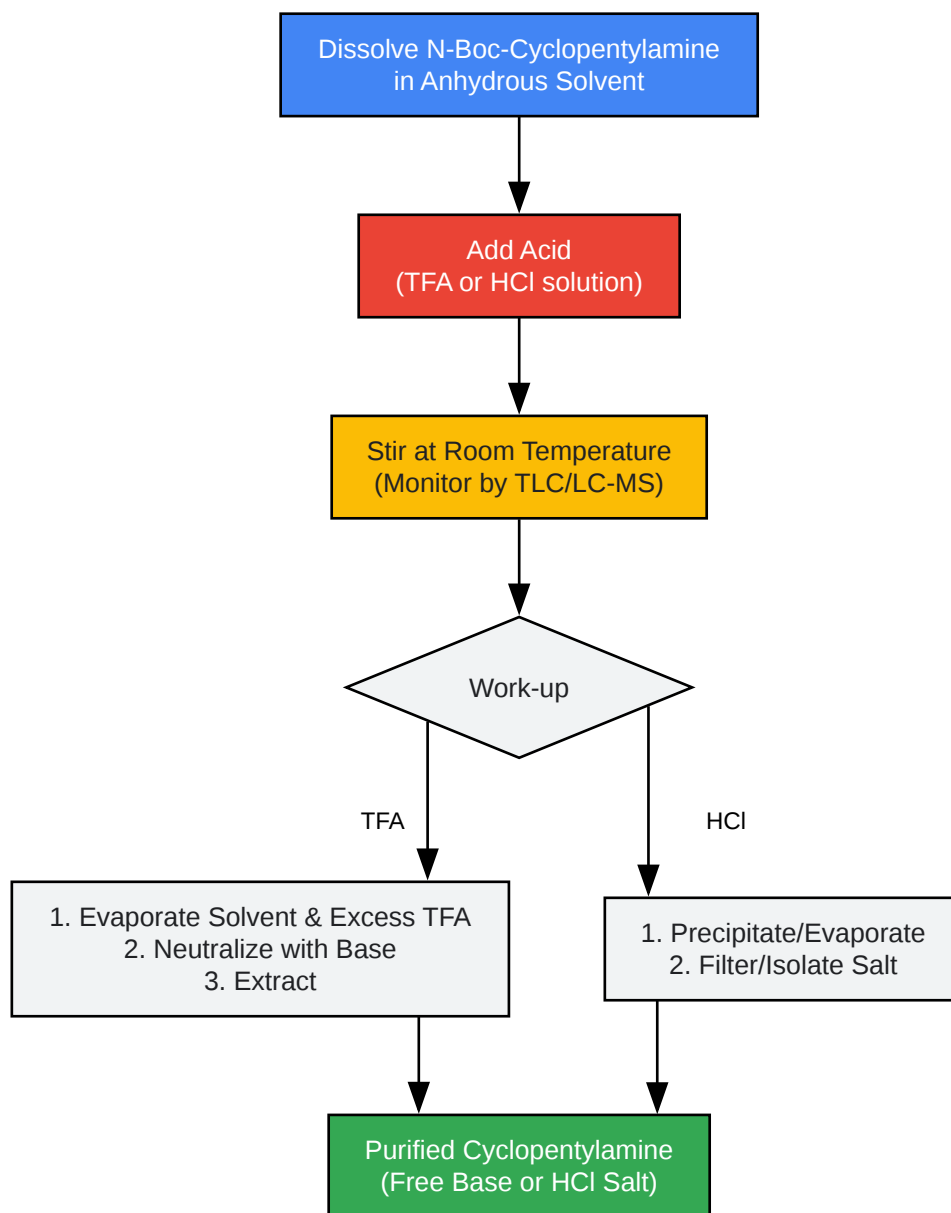 Dissolve N-Boc-Cyclopentylamine
in Anhydrous Solvent
Add Acid
(TFA or HCl solution)
Stir at Room Temperature
(Monitor by TLC/LC-MS)
Work-up
TFA
HCl
1. Evaporate Solvent & Excess TFA
2. Neutralize with Base
3. Extract
1. Precipitate/Evaporate
2. Filter/Isolate Salt
Purified Cyclopentylamine
(Free Base or HCl Salt)